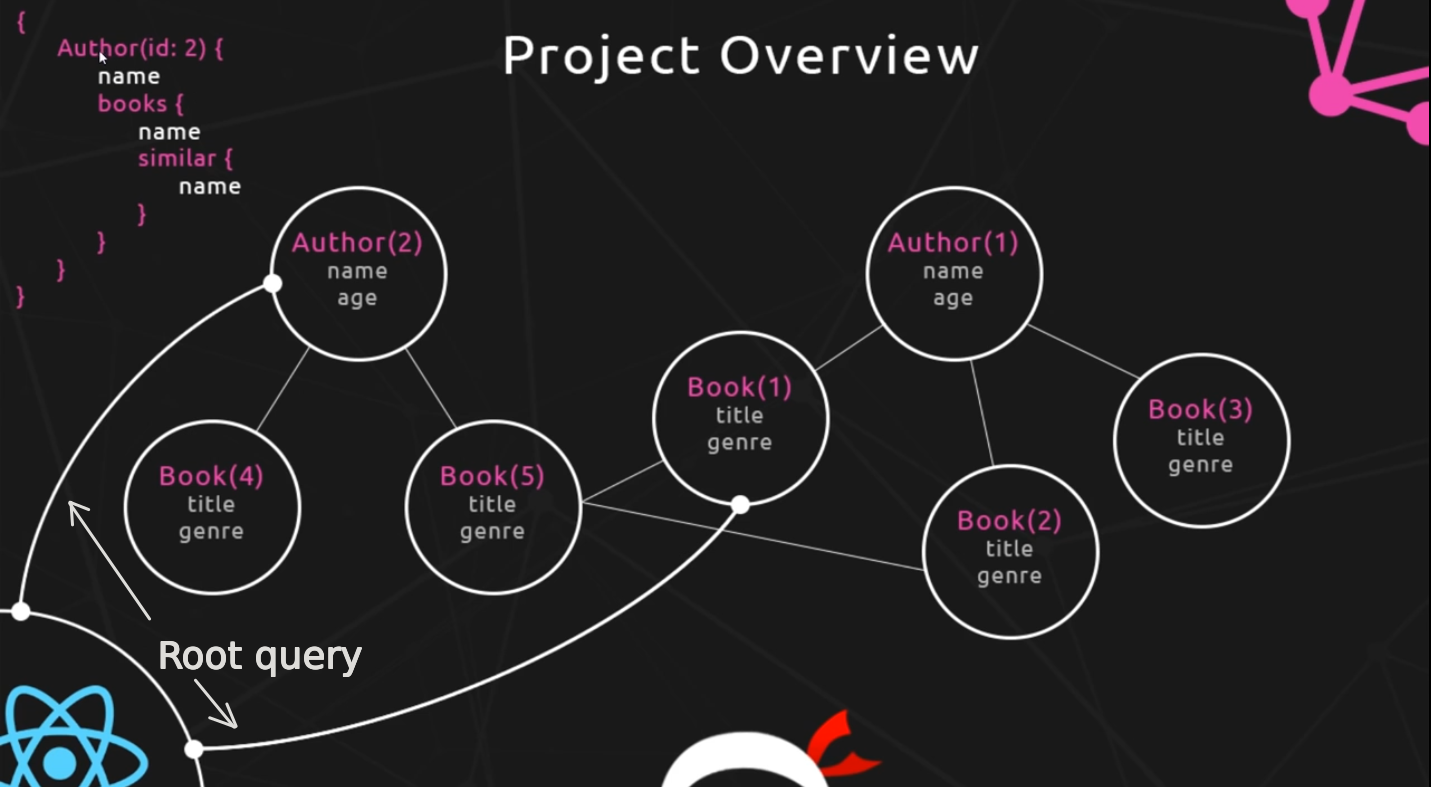 {
Author(id: 2) {
name
books {
name
similar {
name
}
}
}
}
Project Overview
Author(2)
name
age
Author(1)
name
age
Book(1)
title
genre
Book(3)
title
genre
Book(4)
title
genre
Book(5)
title
genre
Book(2)
title
genre
Root query